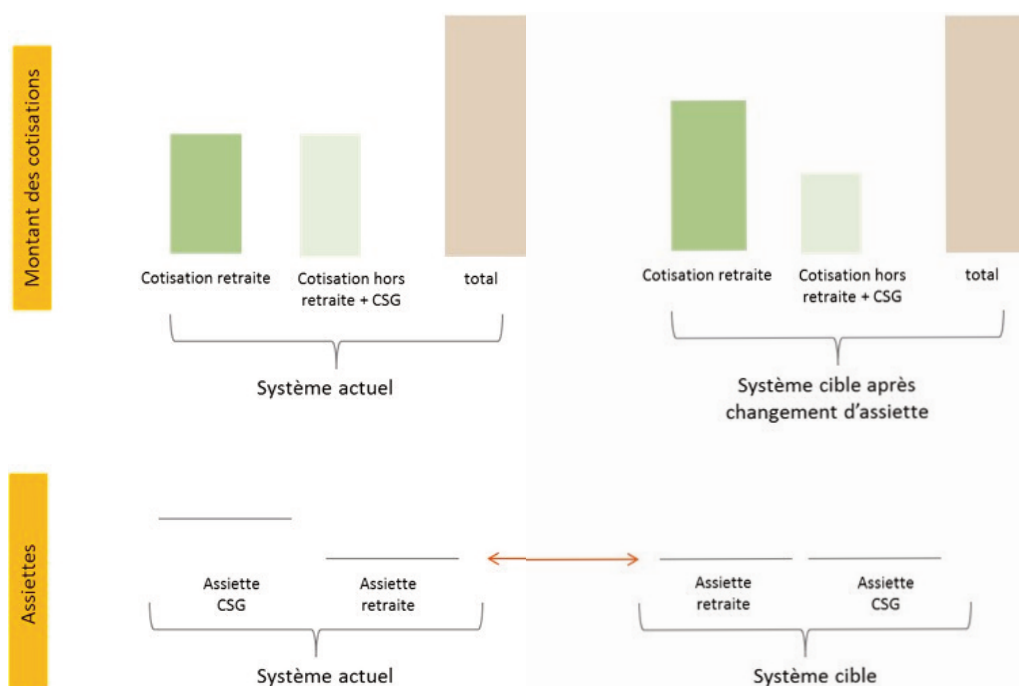 Montant des cotisations
Cotisation retraite
Cotisation hors
retraite + CSG
total
Système actuel
Cotisation retraite
Cotisation hors
retraite + CSG
total
Système cible après
changement d'assiette
Assiettes
Assiette
CSG
Assiette
retraite
Système actuel
Assiette
retraite
Assiette
CSG
Système cible